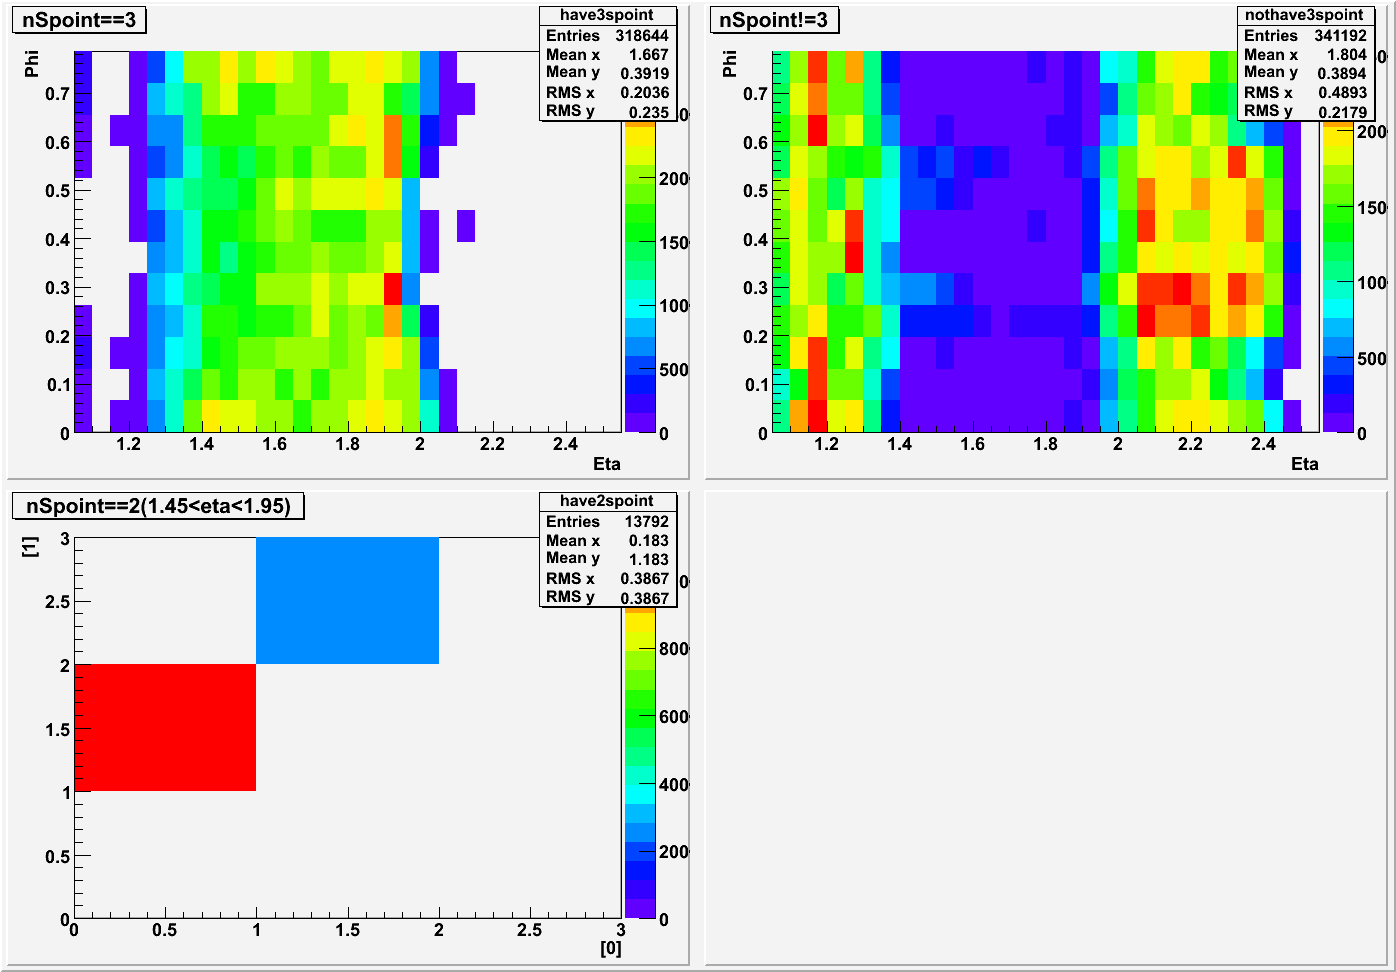 nSpoint==3
have3spoint
Entries 318644
Mean x 1.667
Mean y 0.3919
RMS x 0.2036
RMS y 0.235
Phi
0.7
0.6
0.5
0.4
0.3
0.2
0.1
0
1.2 1.4 1.6 1.8 2 2.2 2.4
Eta
200
150
100
500
0
nSpoint!=3
nothave3spoint
Entries 341192
Mean x 1.804
Mean y 0.3894
RMS x 0.4893
RMS y 0.2179
Phi
0.7
0.6
0.5
0.4
0.3
0.2
0.1
0
1.2 1.4 1.6 1.8 2 2.2 2.4
Eta
200
150
100
500
0
nSpoint==2(1.45<eta<1.95)
have2spoint
Entries 13792
Mean x 0.183
Mean y 1.183
RMS x 0.3867
RMS y 0.3867
[1]
3
2.5
2
1.5
1
0.5
0
0 0.5 1 1.5 2 2.5 3
[0]
800
600
400
200
0